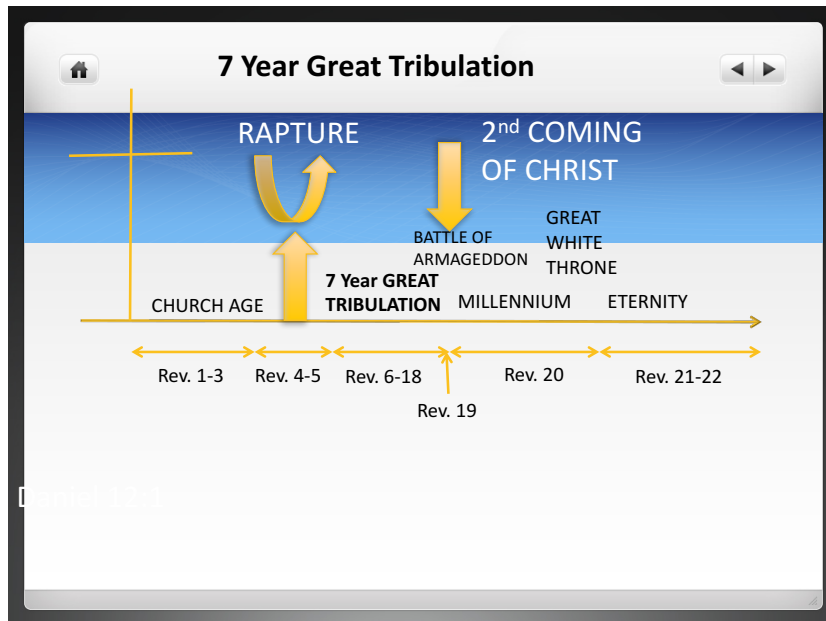 7 Year Great Tribulation
RAPTURE
2nd COMING
OF CHRIST
GREAT
WHITE
THRONE
BATTLE OF
ARMAGEDDON
7 Year GREAT
TRIBULATION
CHURCH AGE
MILLENNIUM
ETERNITY
Rev. 1-3
Rev. 4-5
Rev. 6-18
Rev. 20
Rev. 21-22
Rev. 19
Daniel 12:1